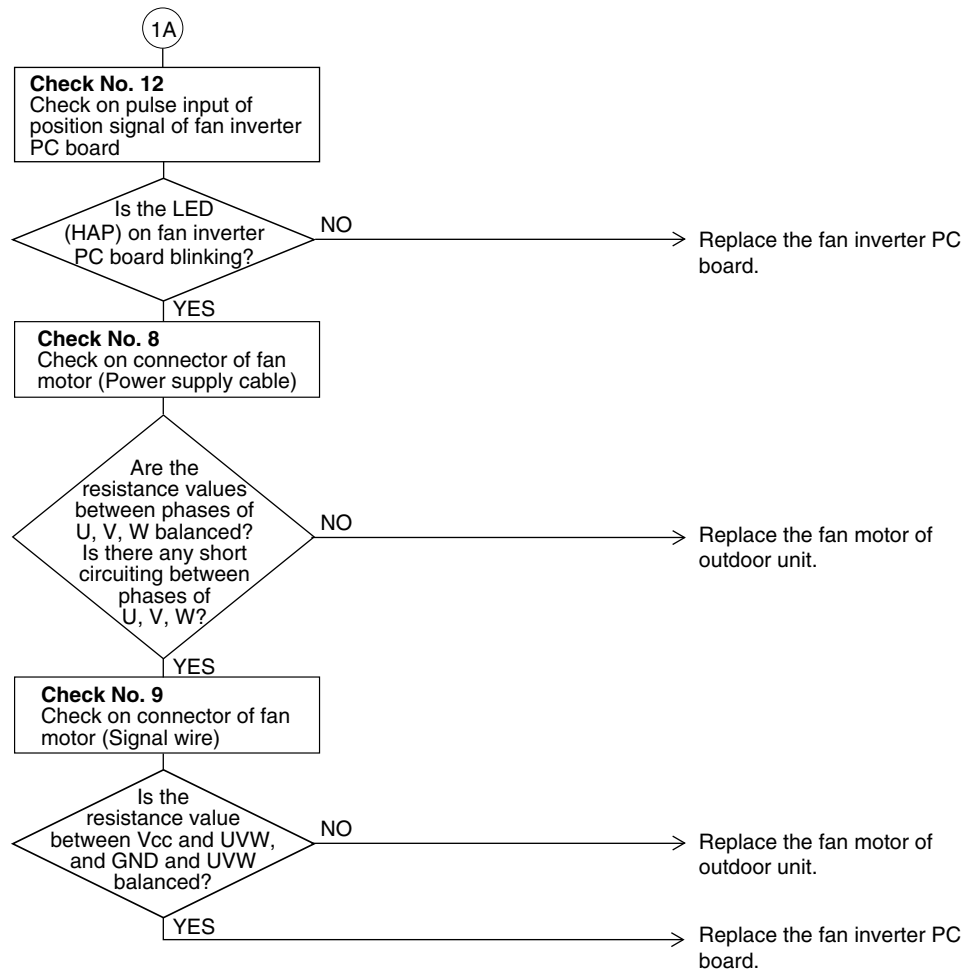 1A
Check No. 12
Check on pulse input of
position signal of fan inverter
PC board
Is the LED
(HAP) on fan inverter
PC board blinking?
NO
Replace the fan inverter PC
board.
YES
Check No. 8
Check on connector of fan
motor (Power supply cable)
Are the
resistance values
between phases of
U, V, W balanced?
Is there any short
circuiting between
phases of
U, V, W?
NO
Replace the fan motor of
outdoor unit.
YES
Check No. 9
Check on connector of fan
motor (Signal wire)
Is the
resistance value
between Vcc and UVW,
and GND and UVW
balanced?
NO
Replace the fan motor of
outdoor unit.
YES
Replace the fan inverter PC
board.